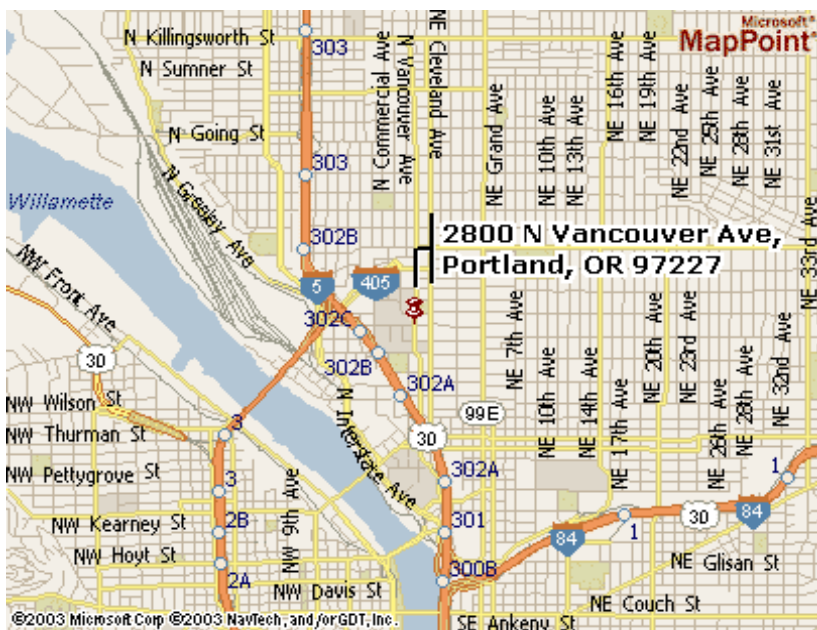 Microsoft®
MapPoint®
N Killingsworth St
N Sumner St
303
N Commercial Ave
N Vancouver Ave
NE Cleveland Ave
N Going St
303
NE Grand Ave
NE 10th Ave
NE 13th Ave
NE 16th Ave
NE 19th Ave
NE 22nd Ave
NE 25th Ave
NE 28th Ave
NE 31st Ave
Willamette
N Greeley Ave
302B
2800 N Vancouver Ave,
Portland, OR 97227
NE 33rd Ave
NW Front Ave
5
405
302C
302B
302A
30
NE 7th Ave
NE 10th Ave
NE 14th Ave
NE 17th Ave
NE 20th Ave
NE 23rd Ave
NE 26th Ave
NE 28th Ave
NE 32nd Ave
NW Wilson St
NW Thurman St
3
N Interstate Ave
99E
30
NW Pettygrove St
3
302A
1
NW Kearney St
2B
NW 9th Ave
301
84
1
30
84
NW Hoyt St
2A
300B
NE Glisan St
NW Davis St
NE Couch St
SE Ankeny St
©2003 Microsoft Corp ©2003 NavTech, and/or GDT, Inc.